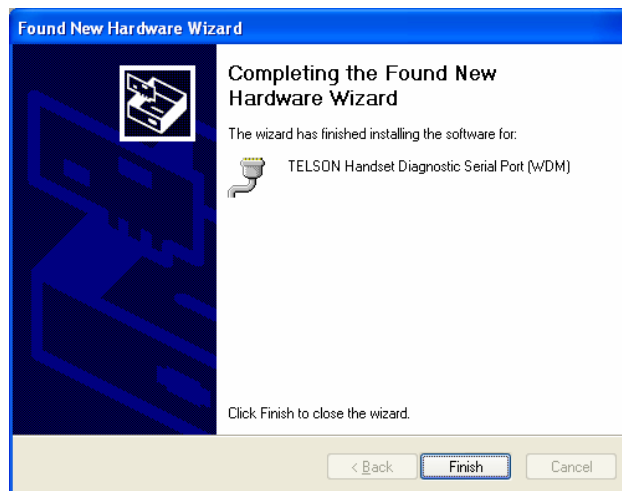 Found New Hardware Wizard
Completing the Found New
Hardware Wizard
The wizard has finished installing the software for:
TELSON Handset Diagnostic Serial Port (WDM)
Click Finish to close the wizard.
< Back Finish Cancel